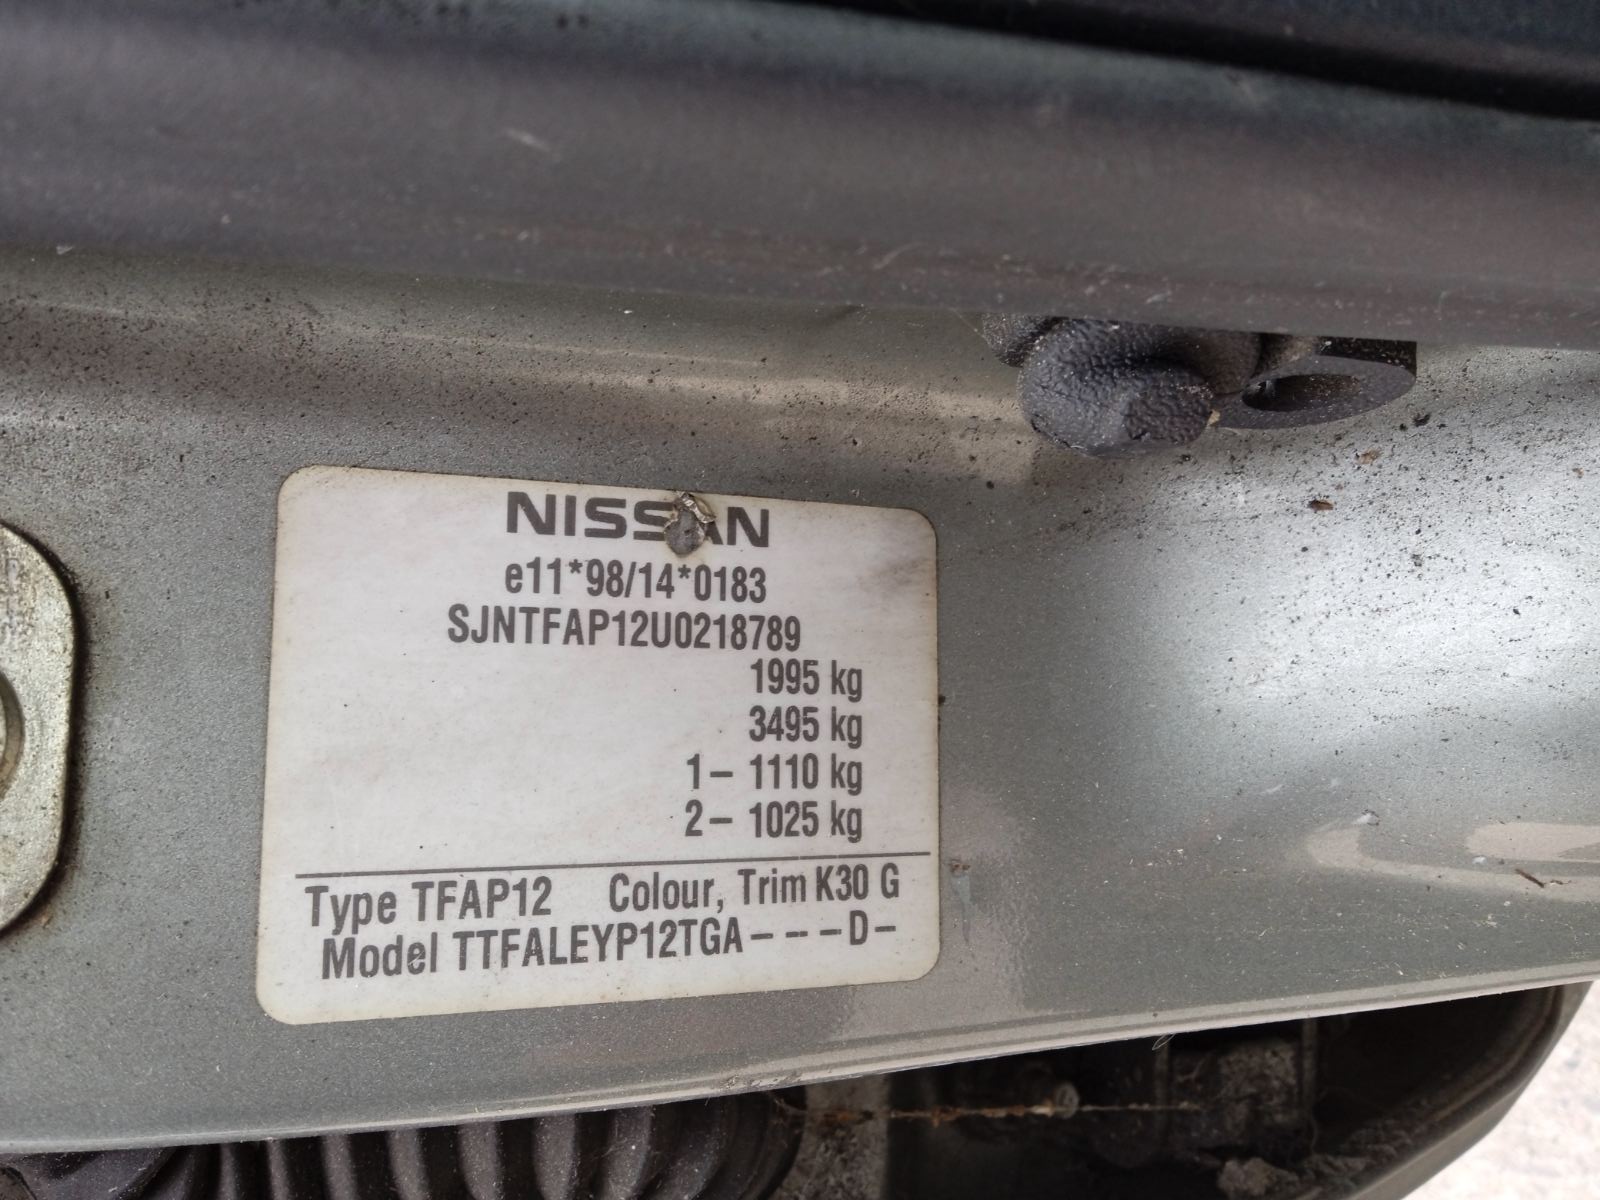 NISSAN
e11*98/14*0183
SJNTFAP12U0218789
1995 kg
3495 kg
1– 1110 kg
2– 1025 kg
Type TFAP12 Colour, Trim K30 G
Model TTFALEYP12TGA– – – –D–